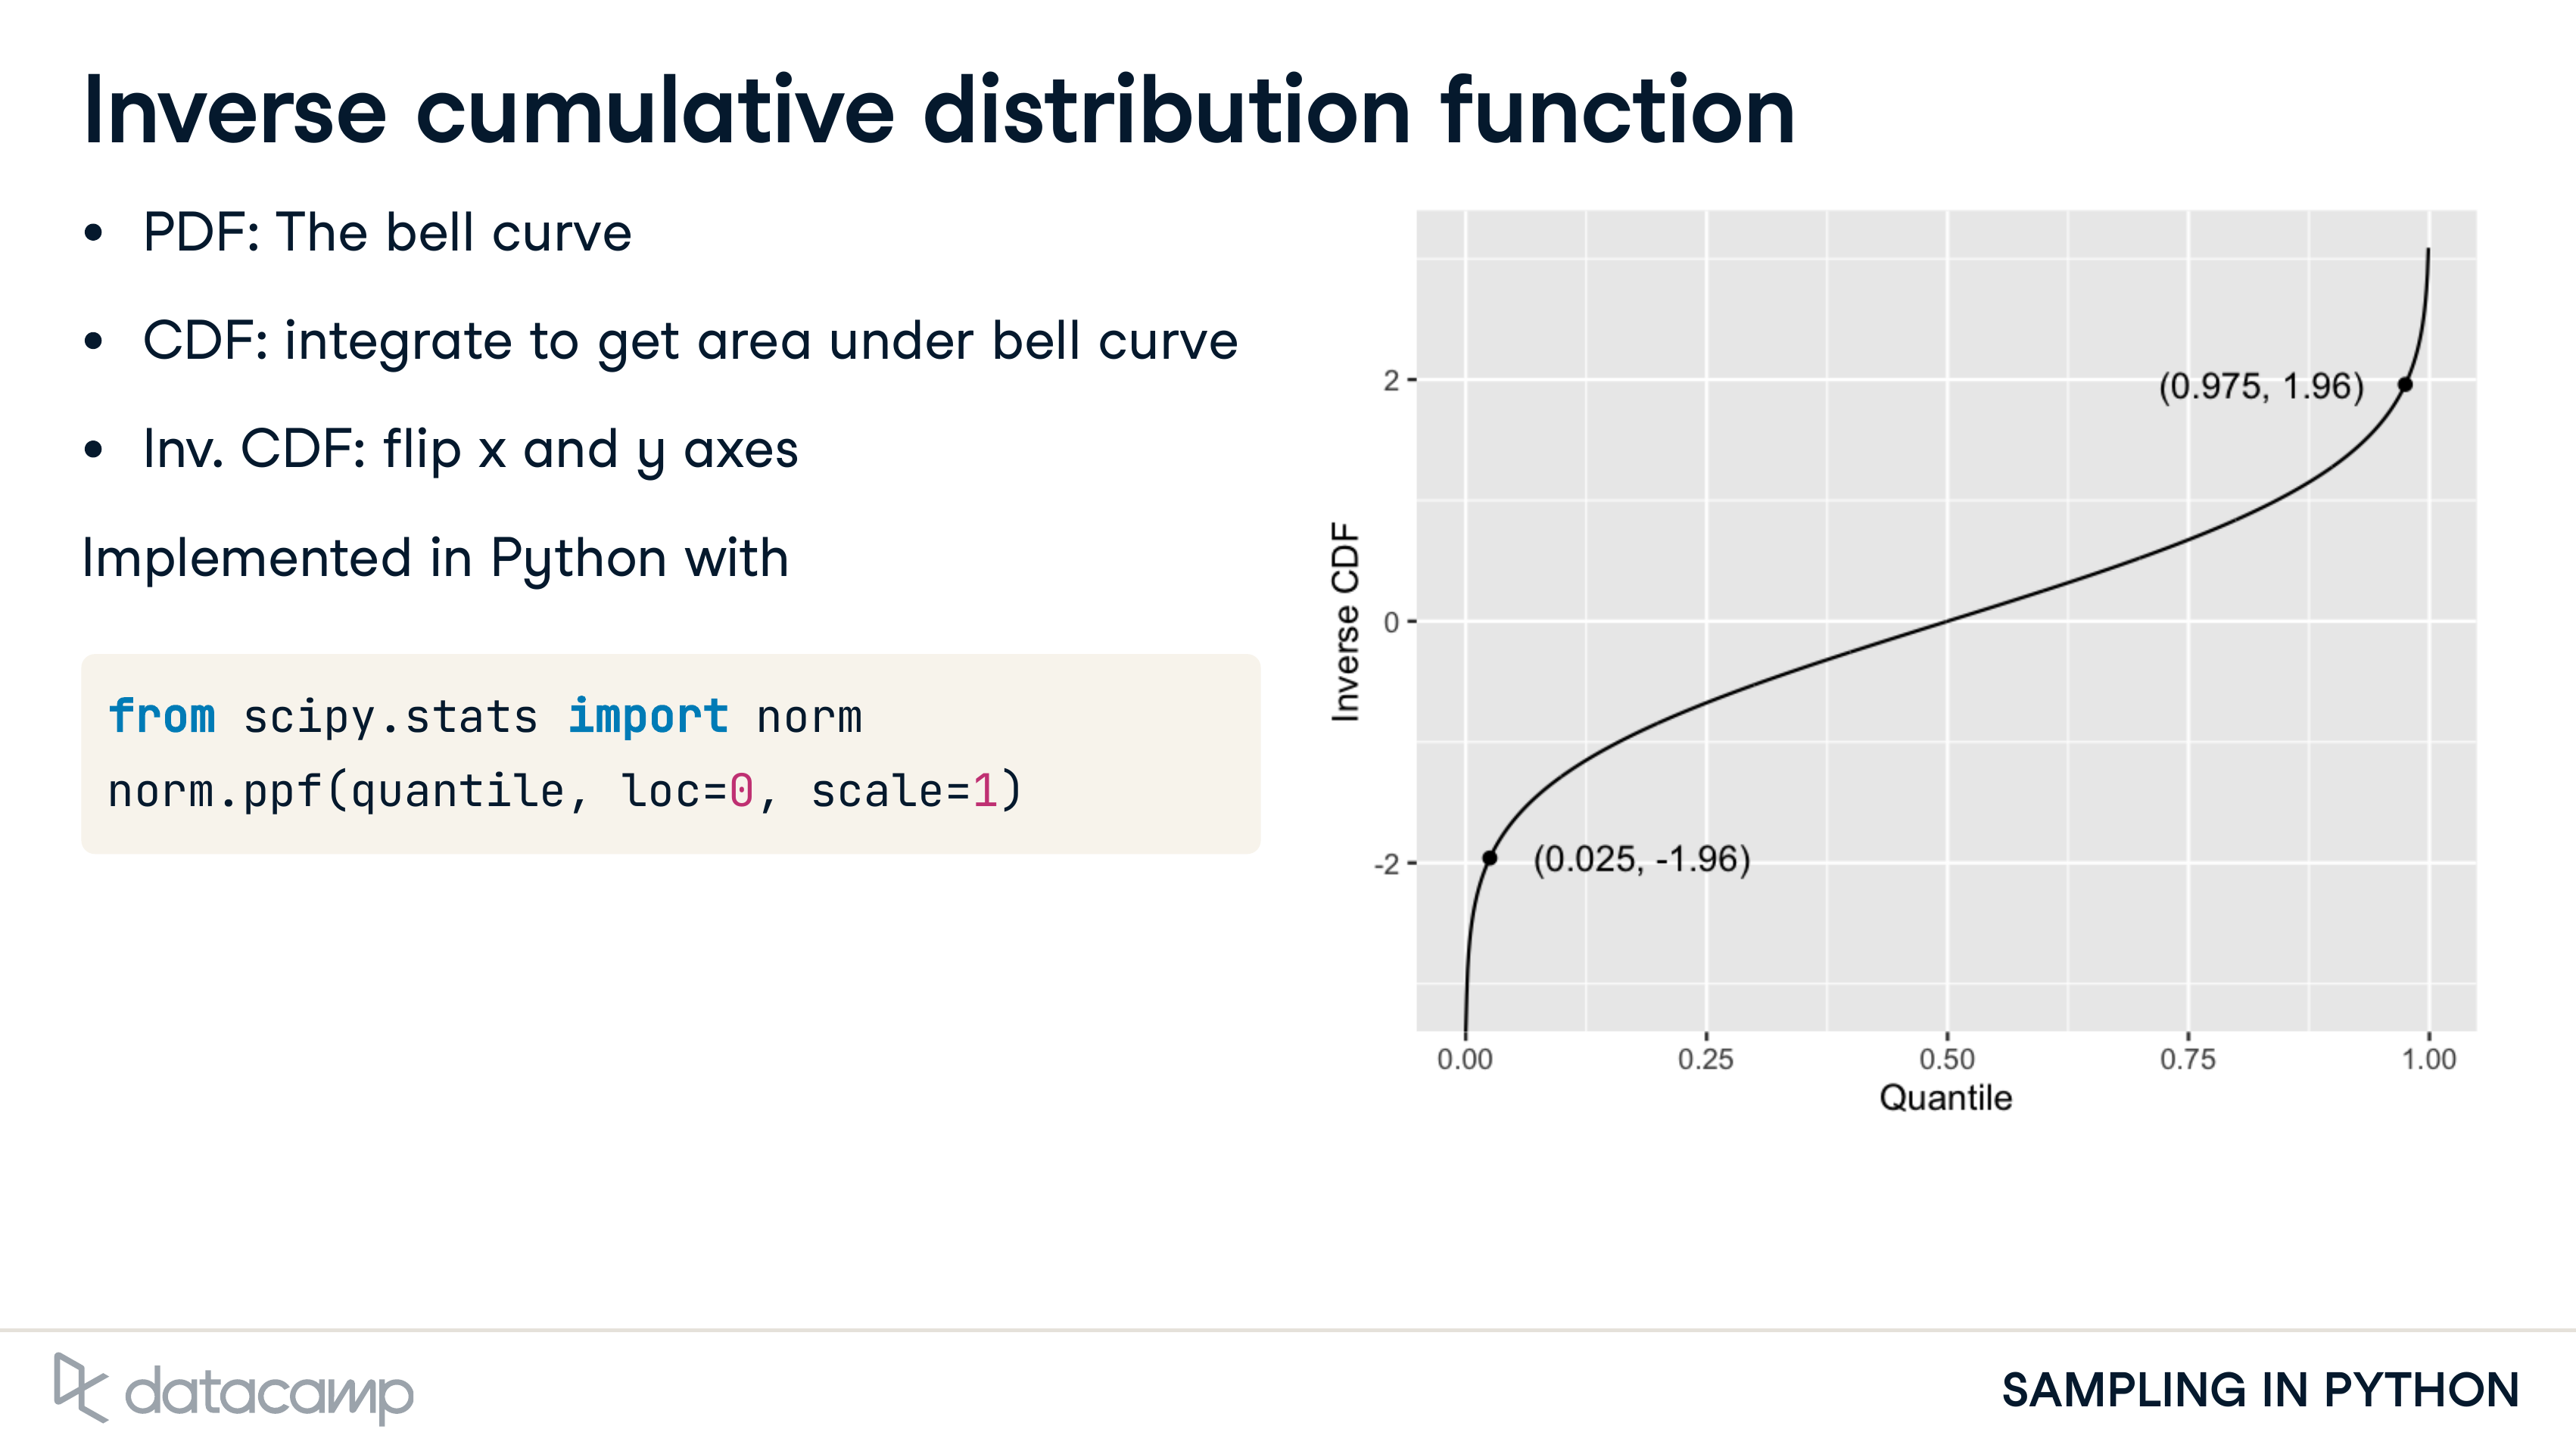 Inverse cumulative distribution function
• PDF: The bell curve
• CDF: integrate to get area under bell curve
• Inv. CDF: flip x and y axes
Implemented in Python with
from scipy.stats import norm
norm.ppf(quantile, loc=0, scale=1)
Inverse CDF
2
0
-2
(0.975, 1.96)
(0.025, -1.96)
0.00 0.25 0.50 0.75 1.00
Quantile
datacamp
SAMPLING IN PYTHON